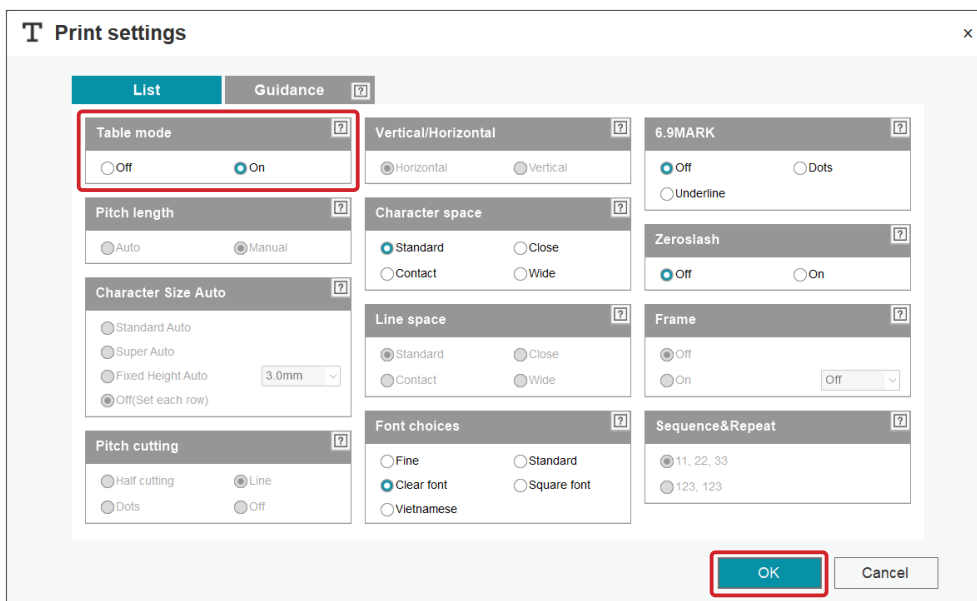 T Print settings
×
List
Guidance ?
Table mode ?
Off On
Pitch length ?
Auto Manual
Character Size Auto ?
Standard Auto
Super Auto
Fixed Height Auto 3.0mm
Off(Set each row)
Pitch cutting ?
Half cutting Line
Dots Off
Vertical/Horizontal ?
Horizontal Vertical
Character space ?
Standard Close
Contact Wide
Line space ?
Standard Close
Contact Wide
Font choices ?
Fine Standard
Clear font Square font
Vietnamese
6.9MARK ?
Off Dots
Underline
Zeroslash ?
Off On
Frame ?
Off
On Off
Sequence&Repeat ?
11, 22, 33
123, 123
OK Cancel